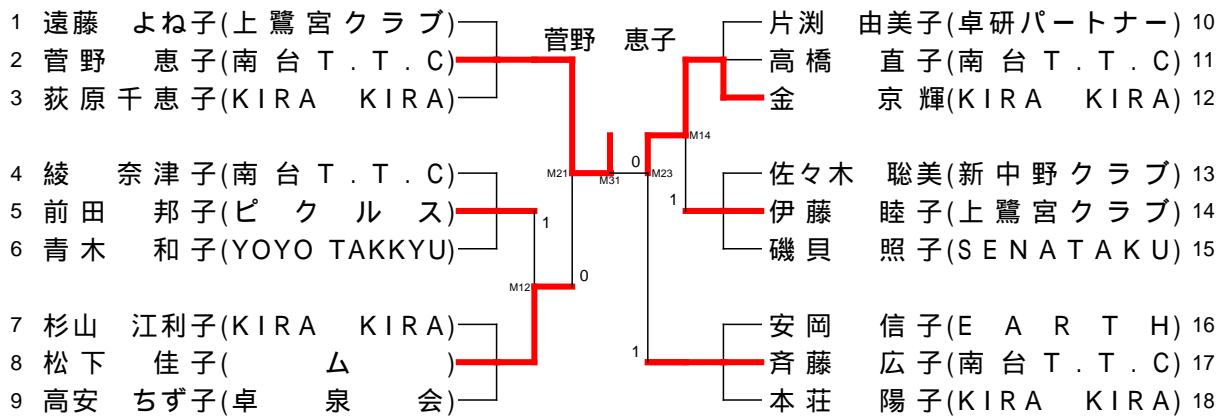 菅野 恵子
1 遠藤 よね子(上鷺宮クラブ)
2 菅野 恵子(南台T.T.C)
3 荻原千恵子(KIRA KIRA)
4 綾 奈津子(南台T.T.C)
5 前田 邦子(ピクルス)
6 青木 和子(YOYO TAKKYU)
7 杉山 江利子(KIRA KIRA)
8 松下 佳子(ム)
9 高安 ちず子(卓泉会)
1
M12
0
M21
M31
0
M23
M14
1
1
片渕 由美子(卓研パートナー) 10
高橋 直子(南台T.T.C) 11
金 京輝(KIRA KIRA) 12
佐々木 聡美(新中野クラブ) 13
伊藤 睦子(上鷺宮クラブ) 14
磯貝 照子(SENATAKU) 15
安岡 信子(EARTH) 16
斉藤 広子(南台T.T.C) 17
本荘 陽子(KIRA KIRA) 18